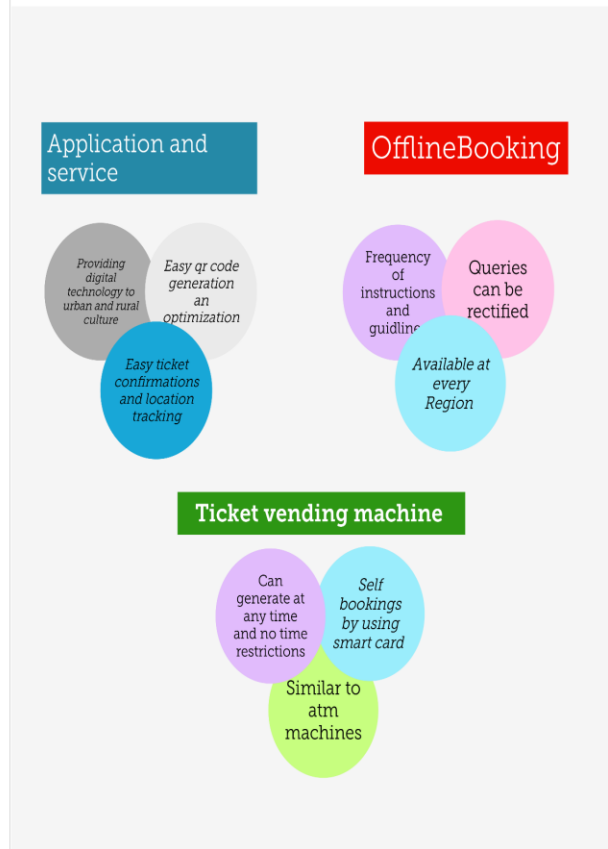 Application and
service
OfflineBooking
Providing
digital
technology to
urban and rural
culture
Easy qr code
generation
an
optimization
Easy ticket
confirmations
and location
tracking
Frequency
of
instructions
and
guidline
Queries
can be
rectified
Available at
every
Region
Ticket vending machine
Can
generate at
any time
and no time
restrictions
Self
bookings
by using
smart card
Similar to
atm
machines